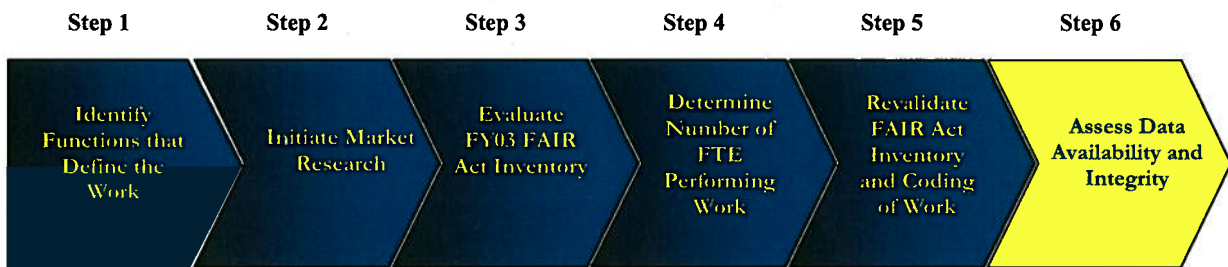 Step 1 Step 2 Step 3 Step 4 Step 5 Step 6
Identify
Functions that
Define the
Work
Initiate Market
Research
Evaluate
FY03 FAIR
Act Inventory
Determine
Number of
FTE
Performing
Work
Revalidate
FAIR Act
Inventory
and Coding
of Work
Assess Data
Availability and
Integrity